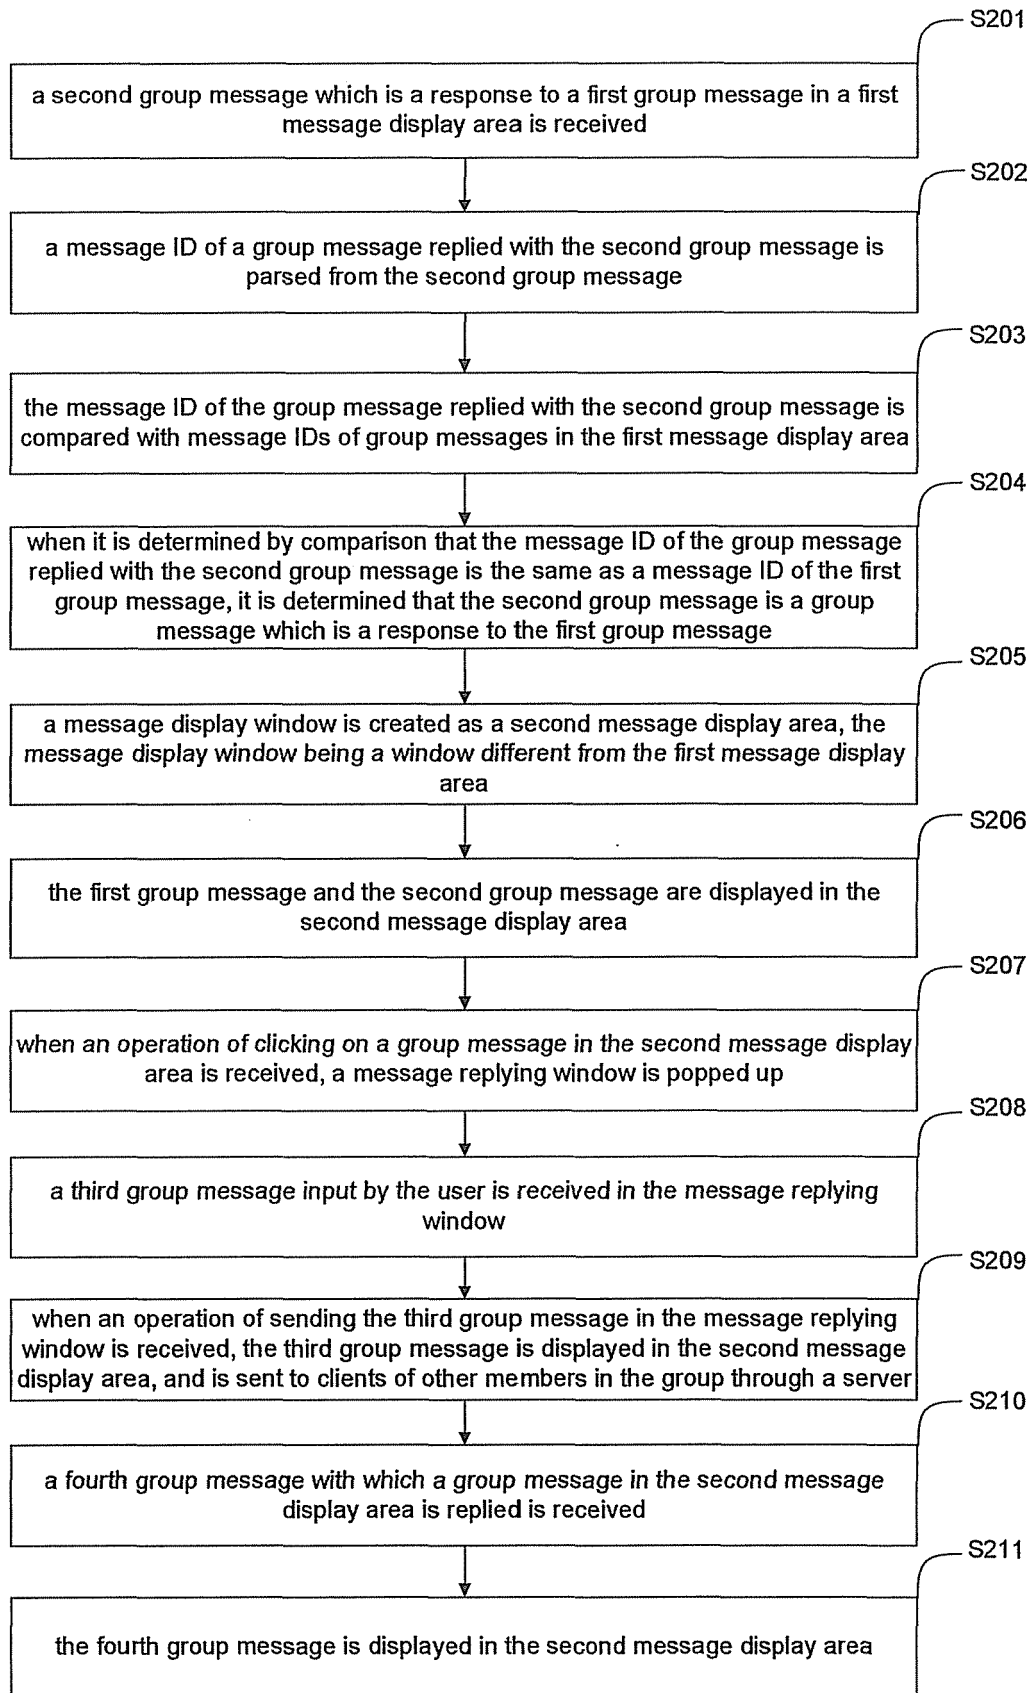 S201
a second group message which is a response to a first group message in a first
message display area is received
S202
a message ID of a group message replied with the second group message is
parsed from the second group message
S203
the message ID of the group message replied with the second group message is
compared with message IDs of group messages in the first message display area
S204
when it is determined by comparison that the message ID of the group message
replied with the second group message is the same as a message ID of the first
group message, it is determined that the second group message is a group
message which is a response to the first group message
S205
a message display window is created as a second message display area, the
message display window being a window different from the first message display
area
S206
the first group message and the second group message are displayed in the
second message display area
S207
when an operation of clicking on a group message in the second message display
area is received, a message replying window is popped up
S208
a third group message input by the user is received in the message replying
window
S209
when an operation of sending the third group message in the message replying
window is received, the third group message is displayed in the second message
display area, and is sent to clients of other members in the group through a server
S210
a fourth group message with which a group message in the second message
display area is replied is received
S211
the fourth group message is displayed in the second message display area